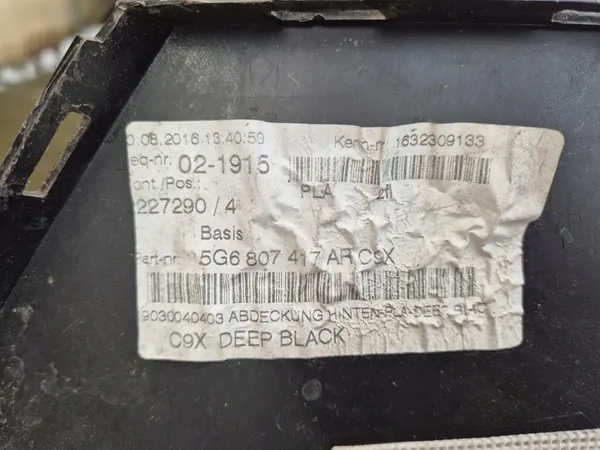 0.08.2016 13:40:50 Kenn-nr: 1632309133
eq-nr: 02-1915
ont./Pos.: PLA 2fl
227290 / 4
Basis
Part-nr: 5G6 807 417 AR C9X
9030040403 ABDECKUNG HINTEN-PLA-DEEP
C9X DEEP BLACK